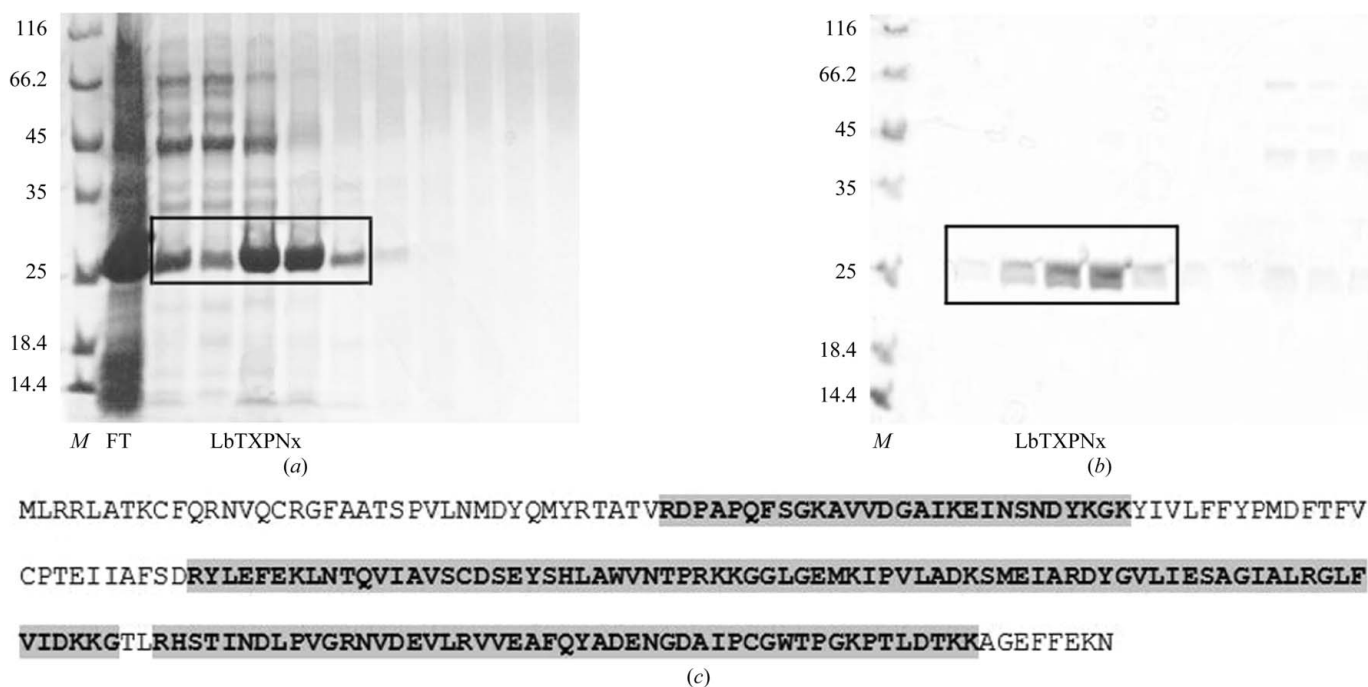 116
66.2
45
35
25
18.4
14.4
M FT LbTXPNx
(a)
116
66.2
45
35
25
18.4
14.4
M LbTXPNx
(b)
MLRRLATKCFQRNVQCRGFAATSPVLNMDYQMYRTATVRDPAPQFSGKAVVDGAIKEINSNDYKGKYIVLFFYPMDFTFV
CPTEIIAFSDRYLEFEKLNTQVIAVSCDSEYSHLAWVNTPRKKGGLGEMKIPVLADKSMEIARDYGVLIESAGIALRGLF
VIDKKGTLRHSTINDLPVGRNVDEVLRVVEAFQYADENGDAIPCGWTPGKPTLDTKKAGEFFEKN
(c)